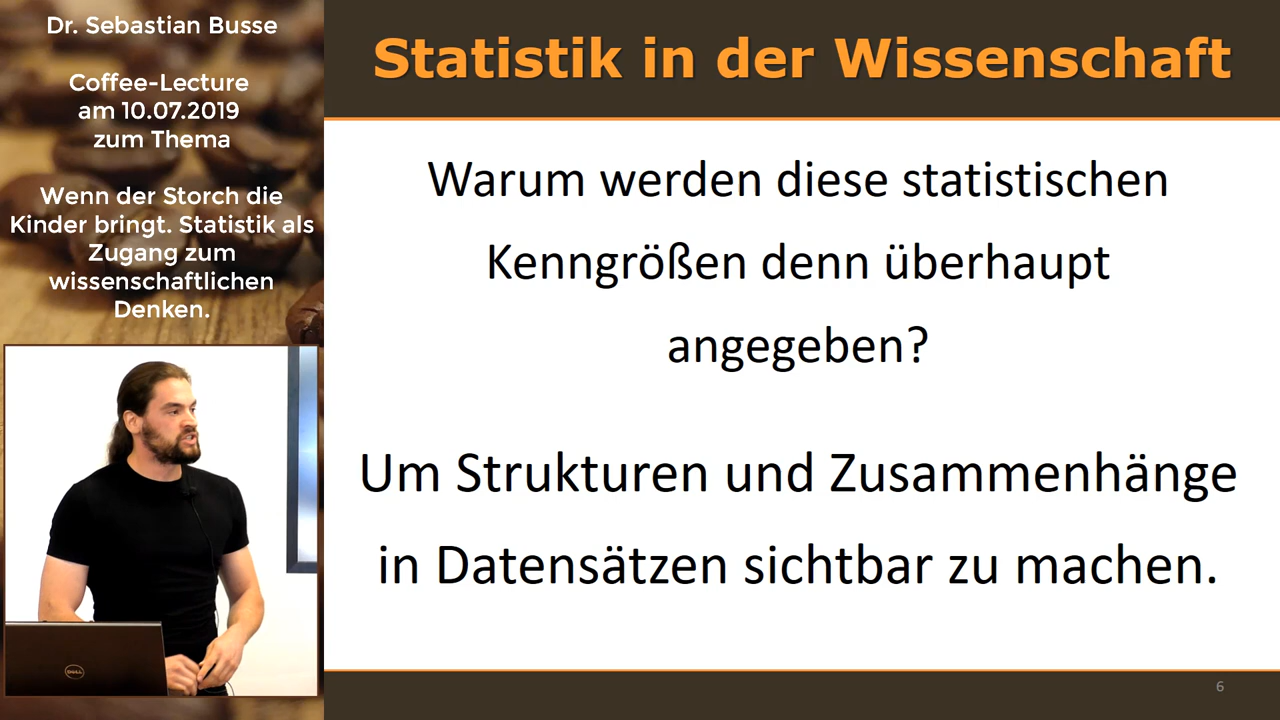 Dr. Sebastian Busse
Coffee-Lecture
am 10.07.2019
zum Thema
Wenn der Storch die
Kinder bringt. Statistik als
Zugang zum
wissenschaftlichen
Denken.
DELL
Statistik in der Wissenschaft
Warum werden diese statistischen
Kenngrößen denn überhaupt
angegeben?
Um Strukturen und Zusammenhänge
in Datensätzen sichtbar zu machen.
6